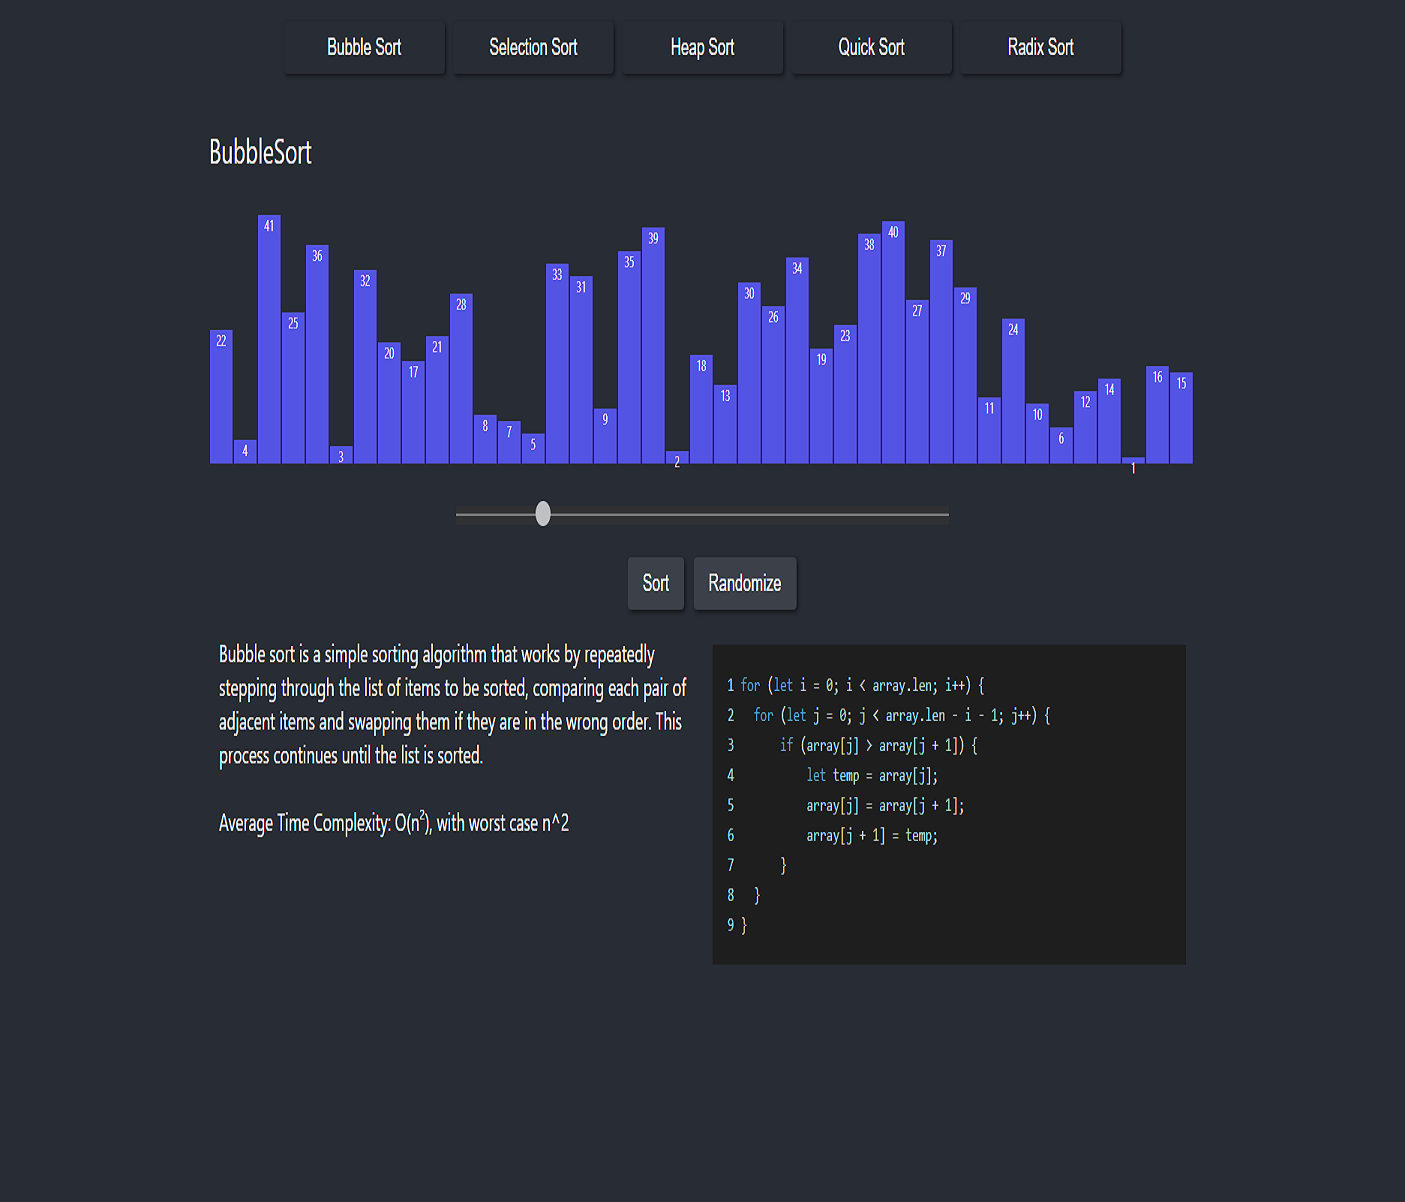 Bubble Sort Selection Sort Heap Sort Quick Sort Radix Sort
BubbleSort
22 4 41 25 36 3 32 20 17 21 28 8 7 5 33 31 9 35 39 2 18 13 30 26 34 19 23 38 40 27 37 29 11 24 10 6 12 14 1 16 15
Sort Randomize
Bubble sort is a simple sorting algorithm that works by repeatedly
stepping through the list of items to be sorted, comparing each pair of
adjacent items and swapping them if they are in the wrong order. This
process continues until the list is sorted.
Average Time Complexity: O(n²), with worst case n^2
1 for (let i = 0; i < array.len; i++) {
2   for (let j = 0; j < array.len - i - 1; j++) {
3       if (array[j] > array[j + 1]) {
4           let temp = array[j];
5           array[j] = array[j + 1];
6           array[j + 1] = temp;
7       }
8   }
9 }